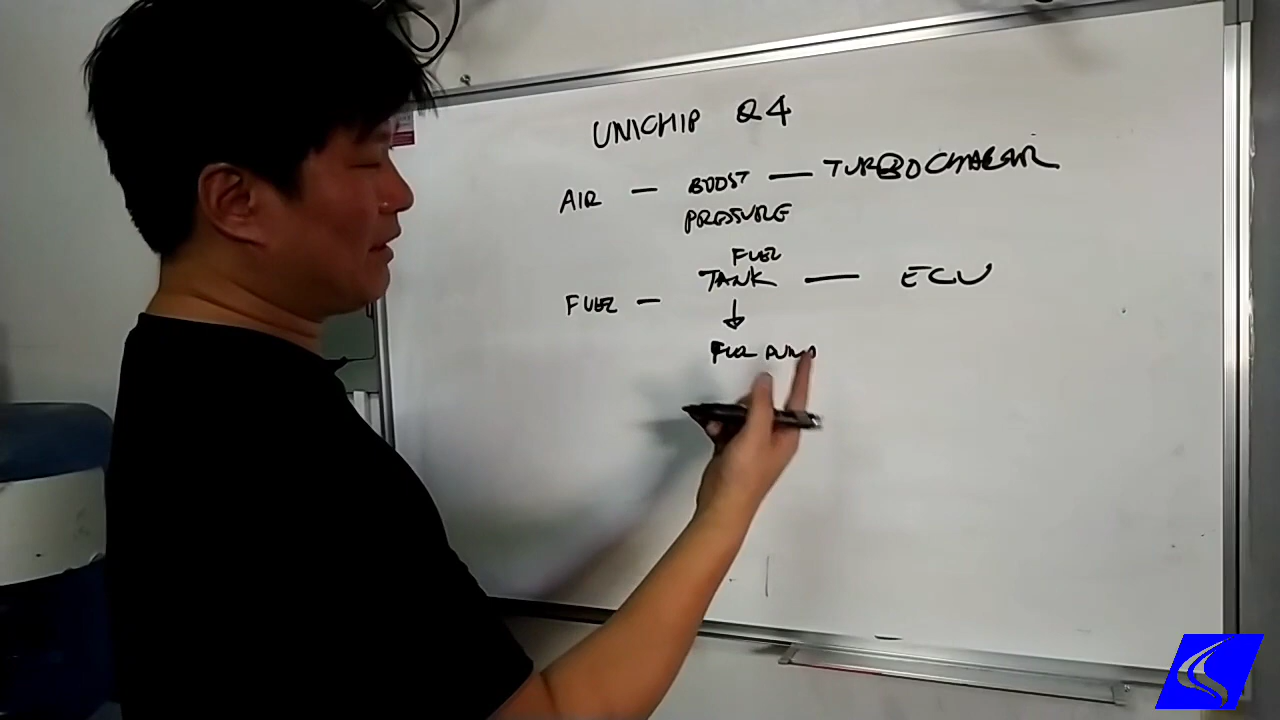 UNICHIP Q4
AIR — BOOST — TURBOCHARGER
PRESSURE
FUEL
FUEL — TANK — ECU
↓
FUEL PUMP